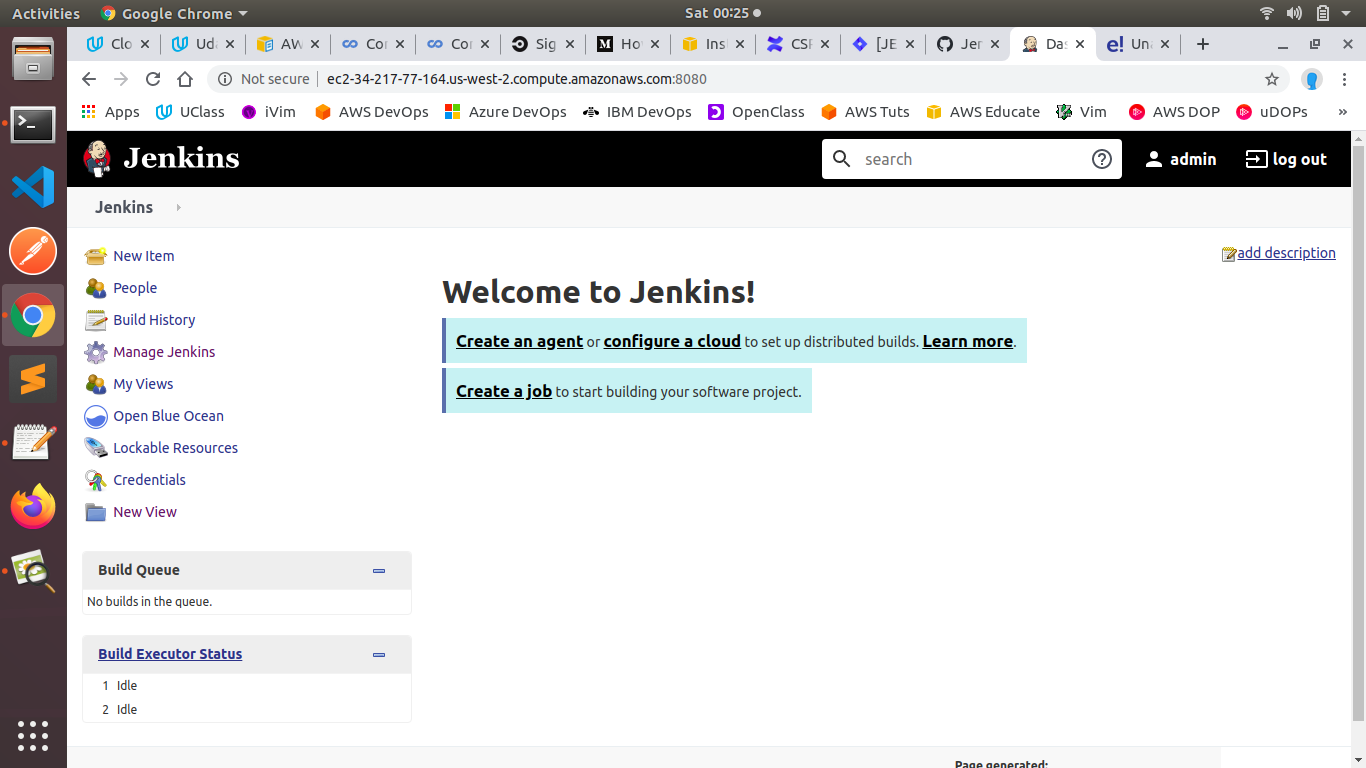 Activities Google Chrome Sat 00:25
Clo Uda AW Cor Cor Sig Ho Ins CSF [JE Jer Das Una
Not secure ec2-34-217-77-164.us-west-2.compute.amazonaws.com:8080
Apps UClass iVim AWS DevOps Azure DevOps IBM DevOps OpenClass AWS Tuts AWS Educate Vim AWS DOP uDOPs »
Jenkins search admin log out
Jenkins
add description
New Item
People
Build History
Manage Jenkins
My Views
Open Blue Ocean
Lockable Resources
Credentials
New View
Welcome to Jenkins!
Create an agent or configure a cloud to set up distributed builds. Learn more.
Create a job to start building your software project.
Build Queue
No builds in the queue.
Build Executor Status
1 Idle
2 Idle
Page generated: